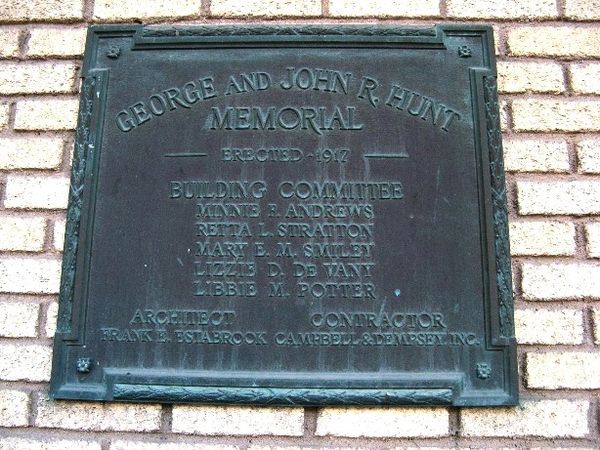 GEORGE AND JOHN R. HUNT
MEMORIAL
ERECTED - 1917
BUILDING COMMITTEE
MINNIE F. ANDREWS
RETTA L. STRATTON
MARY E. M. SMILEY
LIZZIE D. DE VANY
LIBBIE M. POTTER
ARCHITECT CONTRACTOR
FRANK E. ESTABROOK CAMPBELL & DEMPSEY, INC.